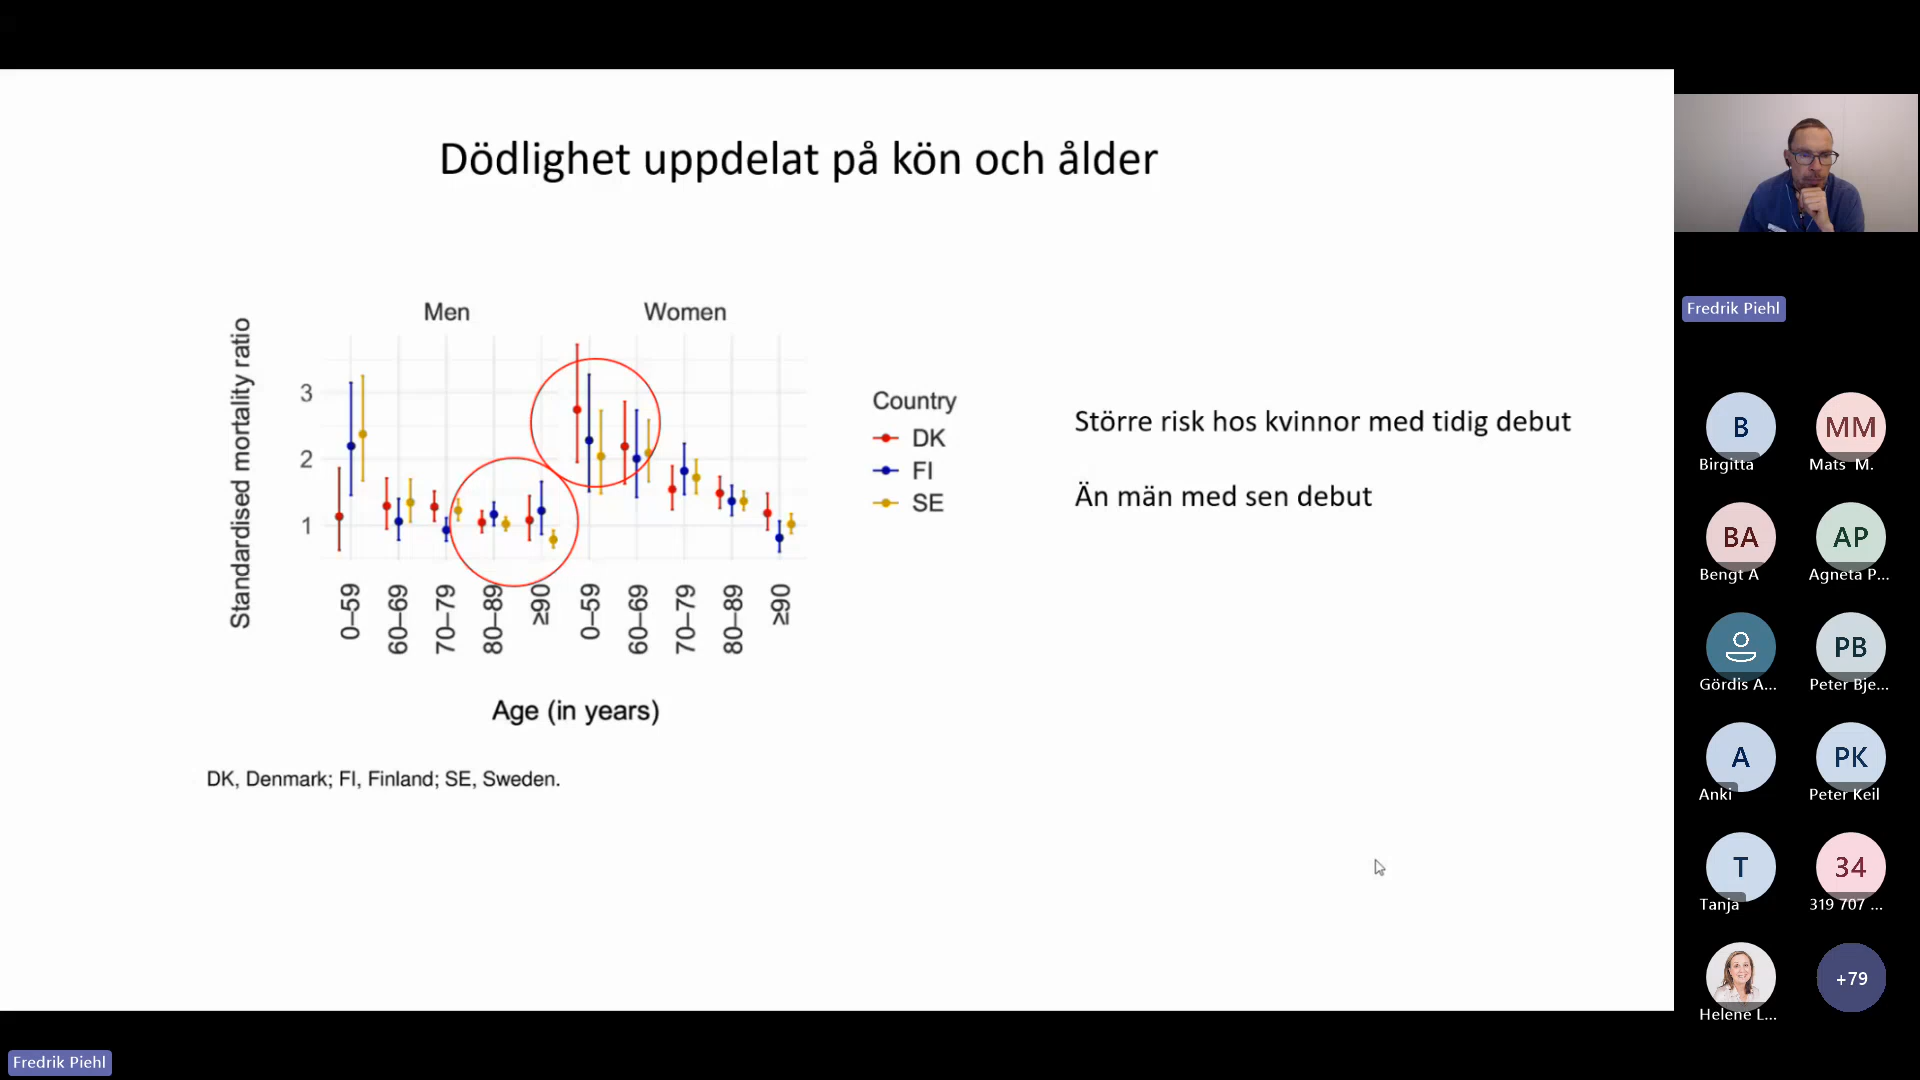 Dödlighet uppdelat på kön och ålder
Men
Women
Standardised mortality ratio
3
2
1
0–59
60–69
70–79
80–89
≥90
0–59
60–69
70–79
80–89
≥90
Age (in years)
Country
DK
FI
SE
DK, Denmark; FI, Finland; SE, Sweden.
Större risk hos kvinnor med tidig debut
Än män med sen debut
Fredrik Piehl
B
Birgitta
MM
Mats M.
BA
Bengt A
AP
Agneta P...
Gördis A...
PB
Peter Bje...
A
Anki
PK
Peter Keil
T
Tanja
34
319 707 ...
Helene L...
+79
Fredrik Piehl